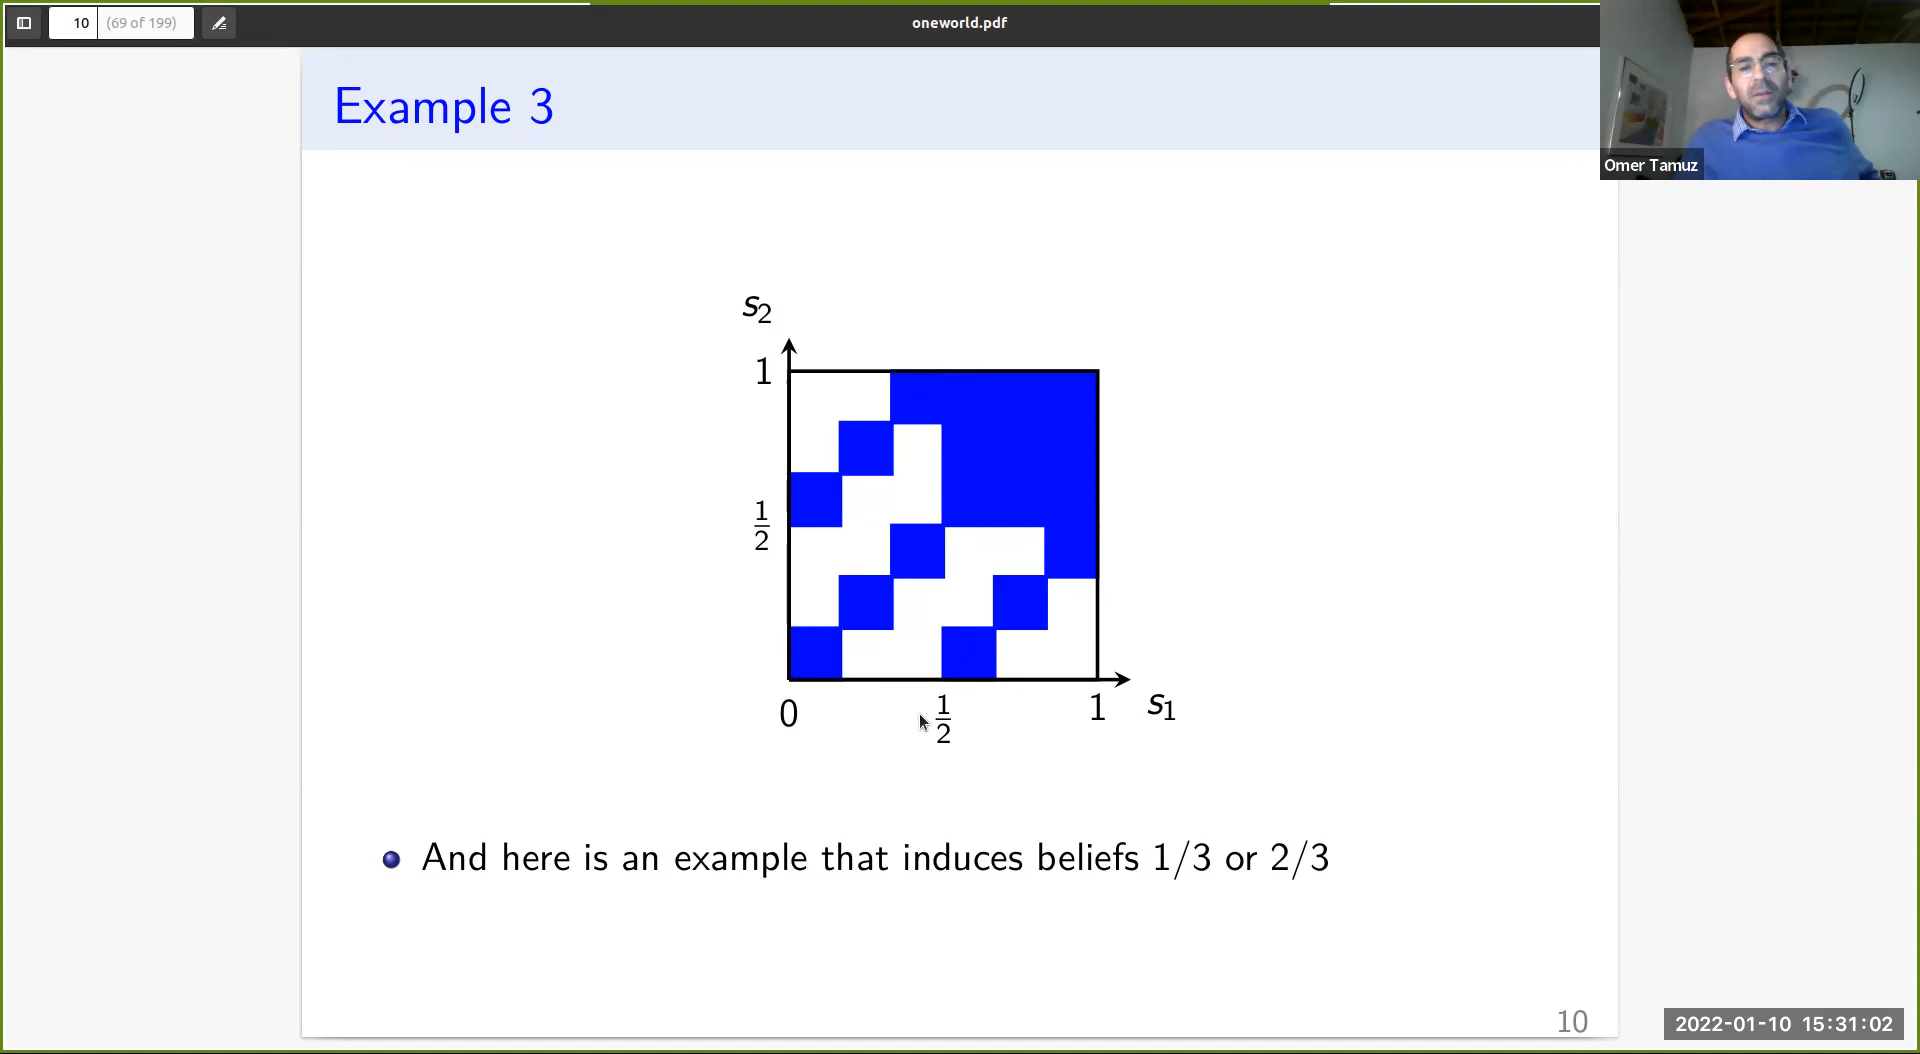 10 (69 of 199)
oneworld.pdf
Omer Tamuz
Example 3
s2
1
1
2
0
1
2
1
s1
And here is an example that induces beliefs 1/3 or 2/3
10
2022-01-10 15:31:02